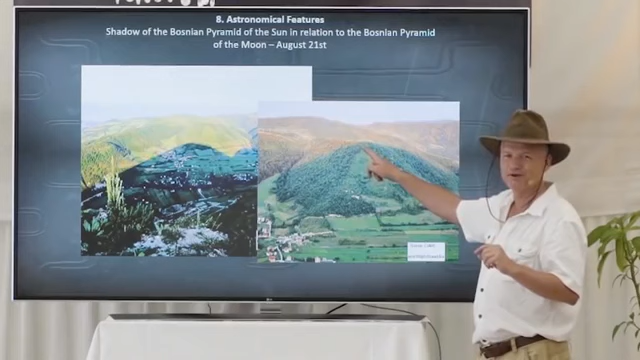 8. Astronomical Features
Shadow of the Bosnian Pyramid of the Sun in relation to the Bosnian Pyramid
of the Moon – August 21st
LG